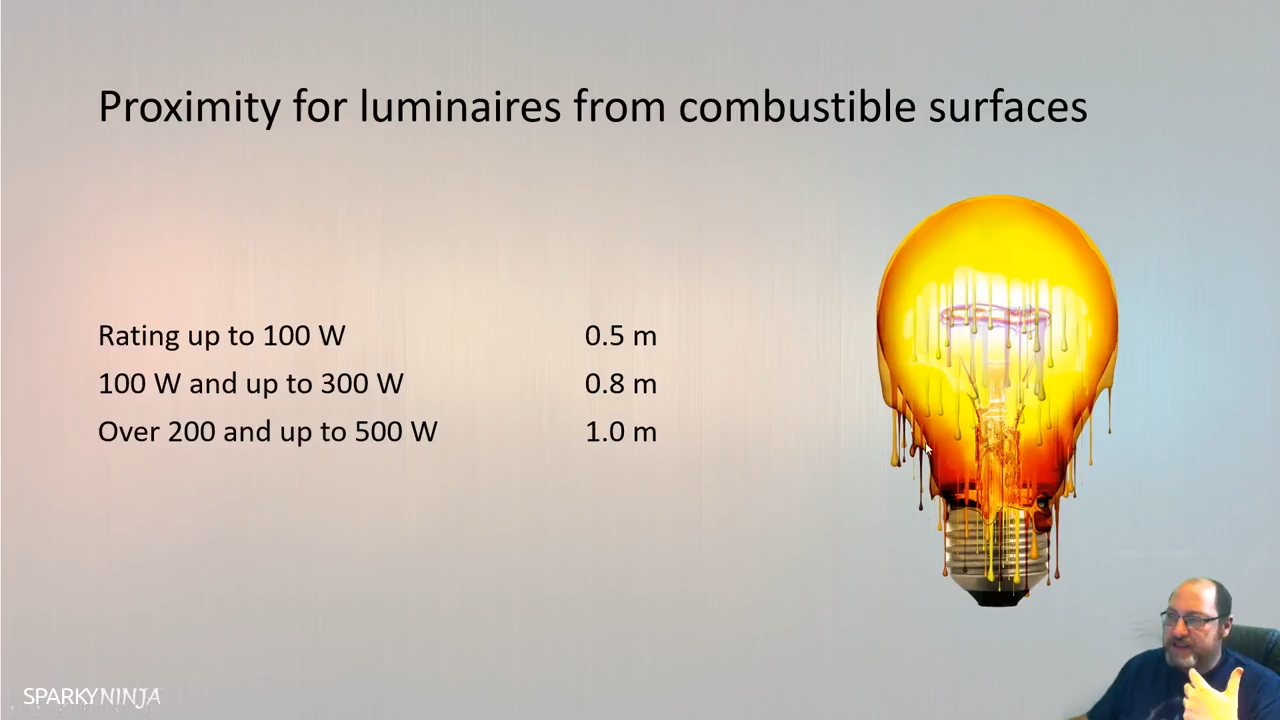 Proximity for luminaires from combustible surfaces
Rating up to 100 W 0.5 m
100 W and up to 300 W 0.8 m
Over 200 and up to 500 W 1.0 m
SPARKYNINJA